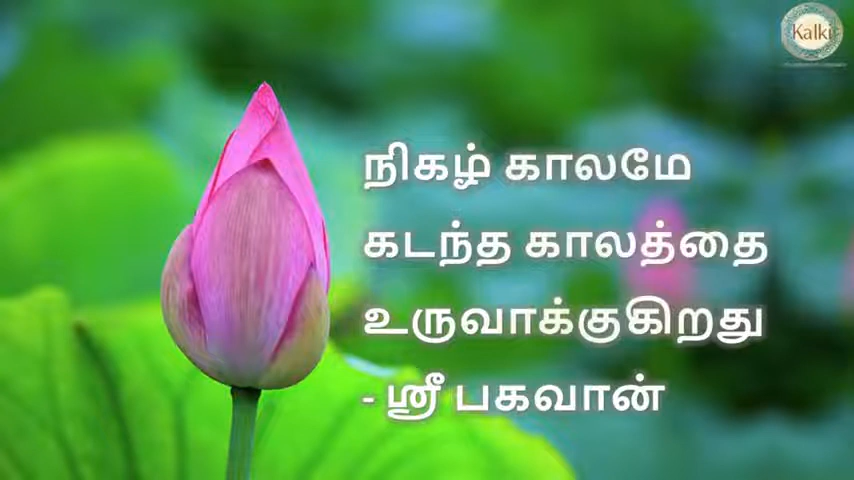 Kalki
நிகழ் காலமே
கடந்த காலத்தை
உருவாக்குகிறது
- ஸ்ரீ பகவான்